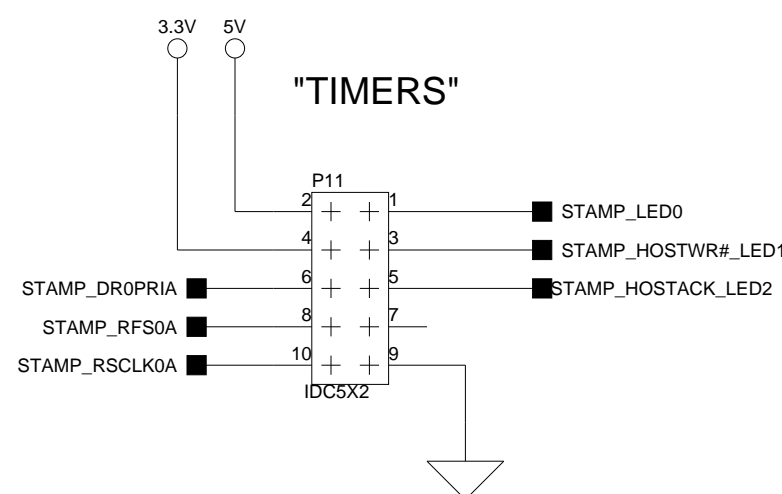 3.3V 5V
"TIMERS"
P11
2 1 STAMP_LED0
4 3 STAMP_HOSTWR#_LED1
STAMP_DR0PRIA 6 5 STAMP_HOSTACK_LED2
STAMP_RFS0A 8 7
STAMP_RSCLK0A 10 9
IDC5X2